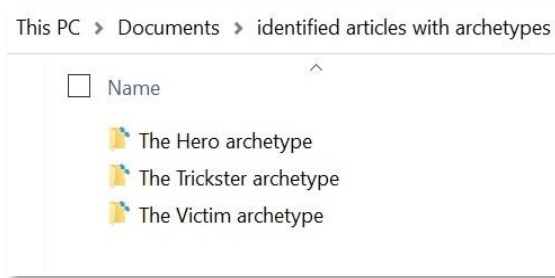 This PC > Documents > identified articles with archetypes
Name
The Hero archetype
The Trickster archetype
The Victim archetype